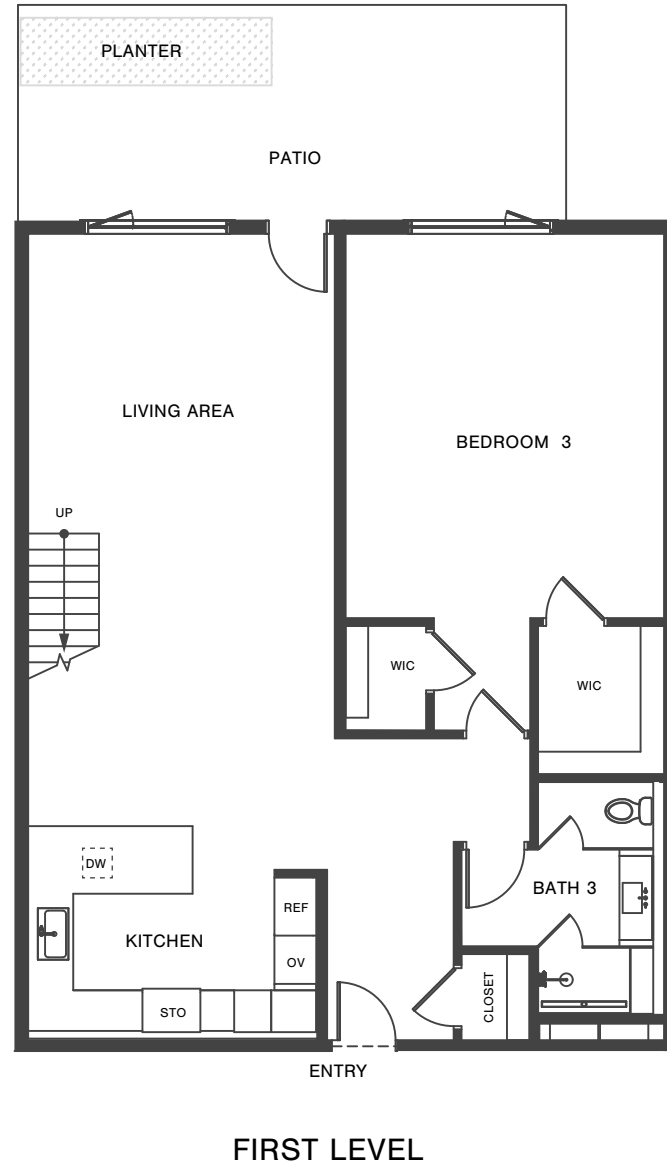 PLANTER
PATIO
LIVING AREA
BEDROOM 3
UP
WIC
WIC
DW
BATH 3
REF
KITCHEN
OV
CLOSET
STO
ENTRY
FIRST LEVEL